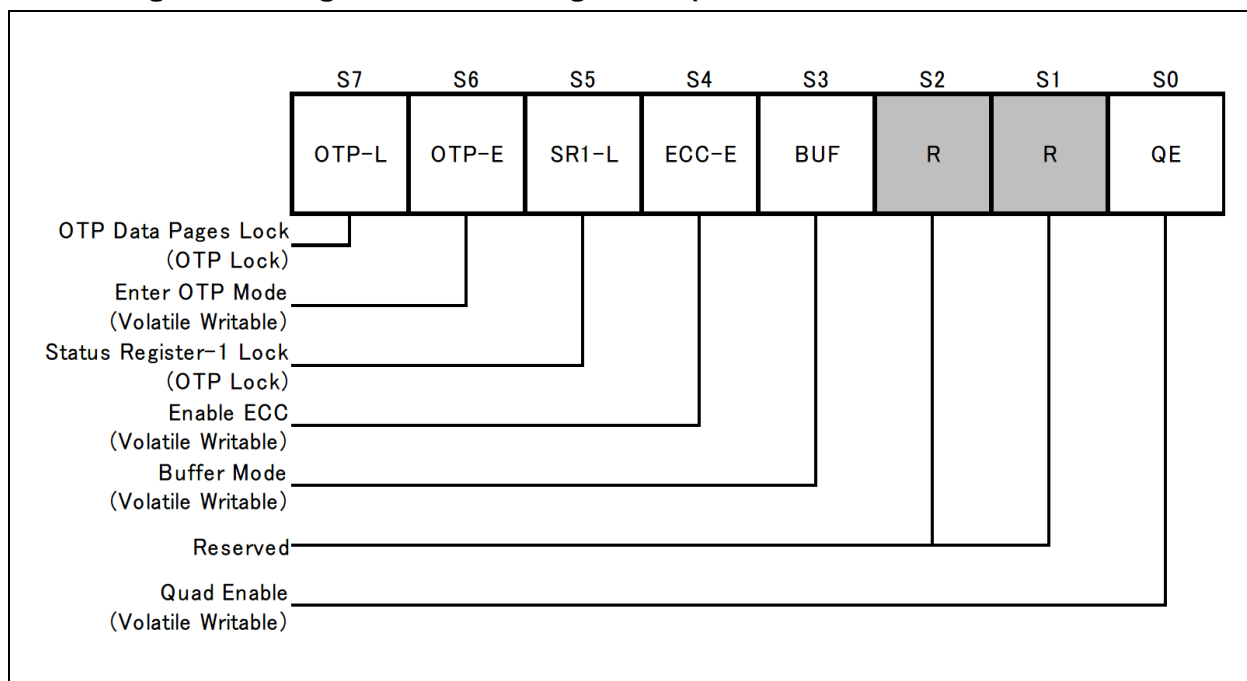 S7 S6 S5 S4 S3 S2 S1 S0
OTP-L OTP-E SR1-L ECC-E BUF R R QE
OTP Data Pages Lock
(OTP Lock)
Enter OTP Mode
(Volatile Writable)
Status Register-1 Lock
(OTP Lock)
Enable ECC
(Volatile Writable)
Buffer Mode
(Volatile Writable)
Reserved
Quad Enable
(Volatile Writable)